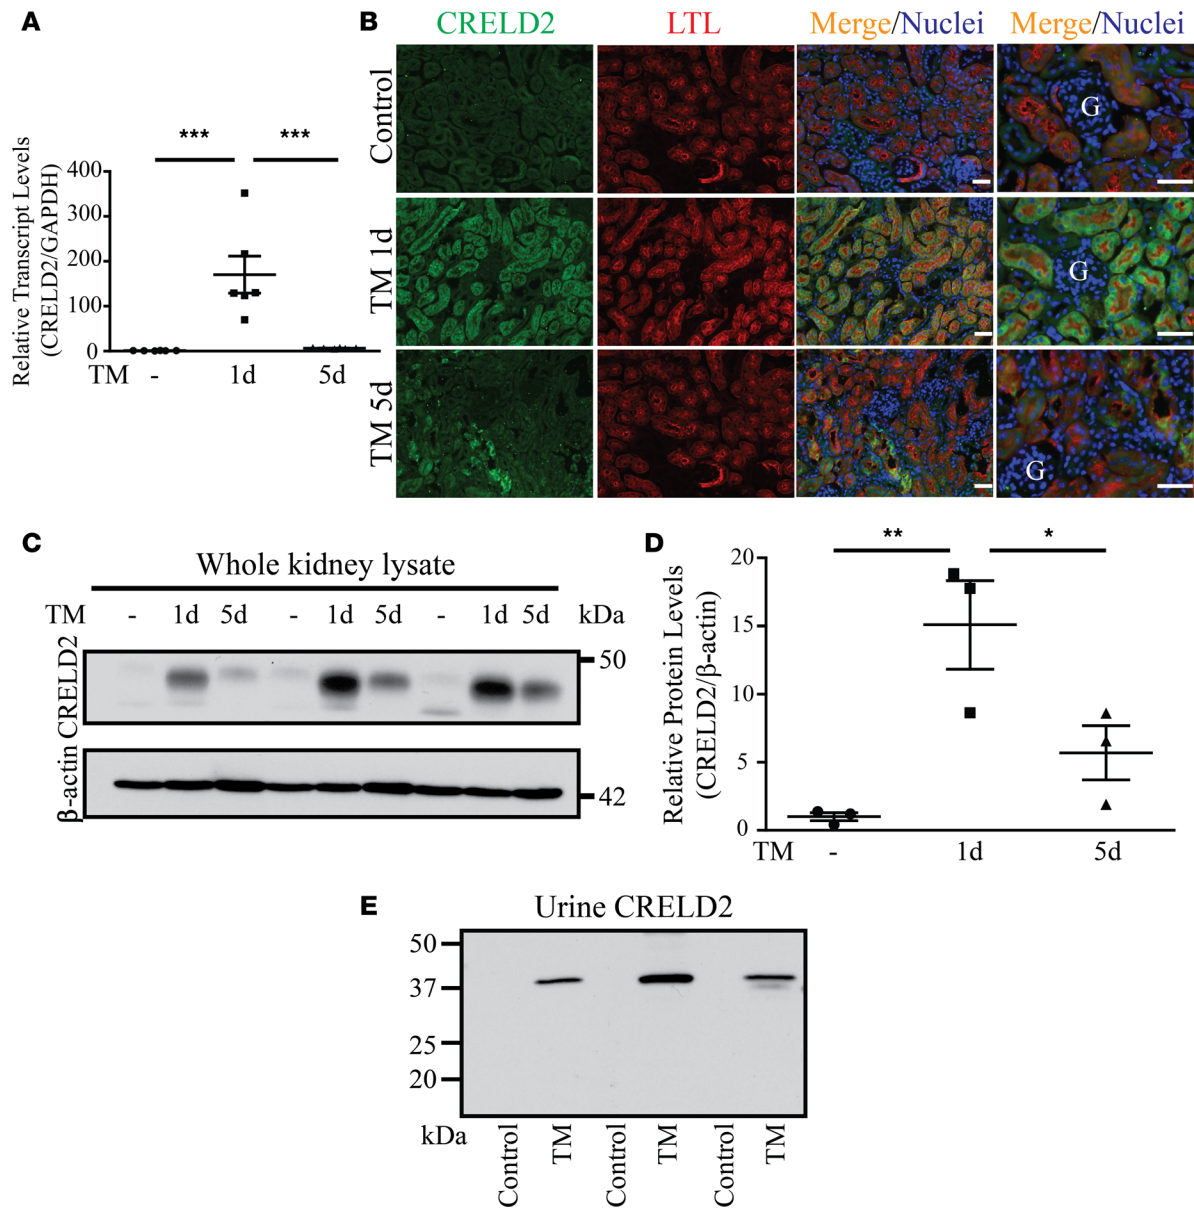 A
Relative Transcript Levels
(CRELD2/GAPDH)
*** ***
400
300
200
100
0
TM - 1d 5d
B
CRELD2 LTL Merge/Nuclei Merge/Nuclei
Control
G
TM 1d
G
TM 5d
G
C
Whole kidney lysate
TM - 1d 5d - 1d 5d - 1d 5d kDa
CRELD2
50
β-actin
42
D
Relative Protein Levels
(CRELD2/β-actin)
** *
20
15
10
5
0
TM - 1d 5d
E
Urine CRELD2
50
37
25
20
kDa
Control TM Control TM Control TM